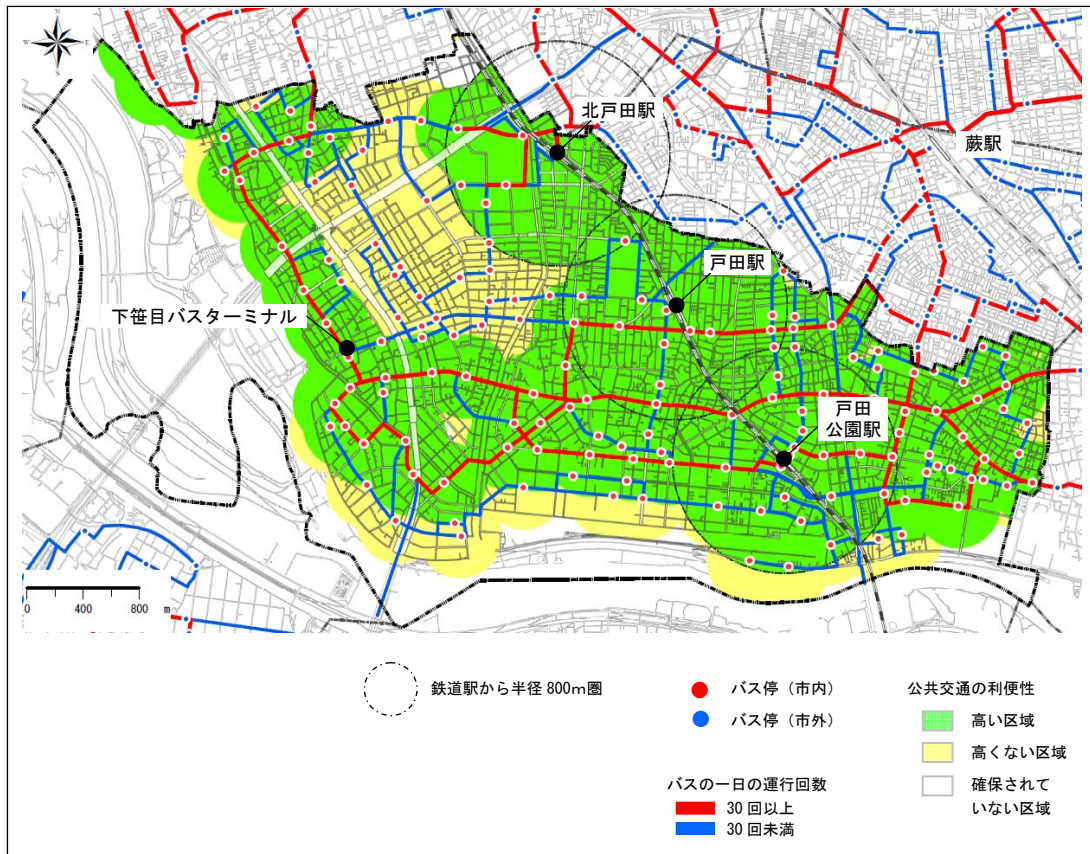 N
W
E
S
北戸田駅
蕨駅
戸田駅
下笹目バスターミナル
戸田
公園駅
0 400 800 m
鉄道駅から半径800m圏
バス停（市内）
バス停（市外）
バスの一日の運行回数
30回以上
30回未満
公共交通の利便性
高い区域
高くない区域
確保されて
いない区域